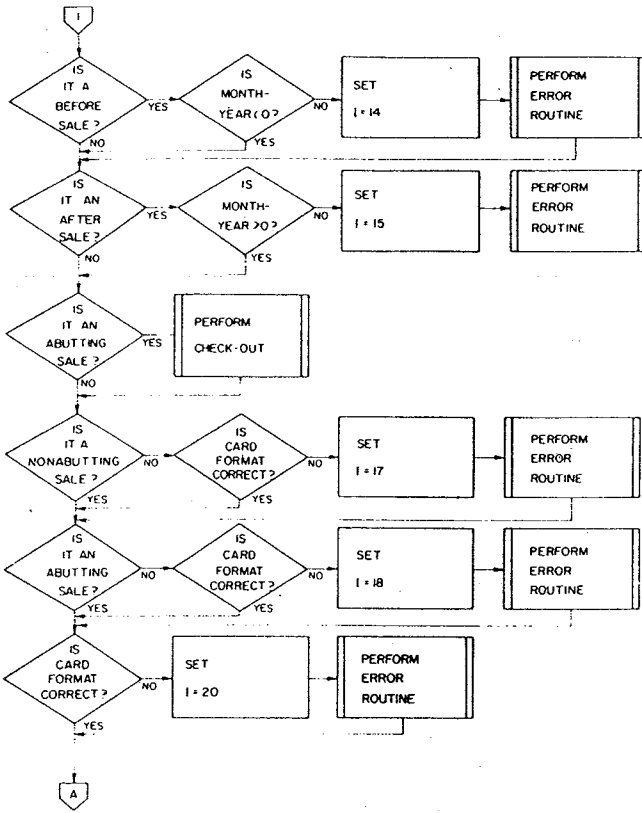 1
IS
IT A
BEFORE
SALE?
YES
NO
IS
MONTH-
YEAR<0?
NO
YES
SET
I = 14
PERFORM
ERROR
ROUTINE
IS
IT AN
AFTER
SALE?
YES
NO
IS
MONTH-
YEAR>0?
NO
YES
SET
I = 15
PERFORM
ERROR
ROUTINE
IS
IT AN
ABUTTING
SALE?
YES
NO
PERFORM
CHECK-OUT
IS
IT A
NONABUTTING
SALE?
NO
YES
IS
CARD
FORMAT
CORRECT?
NO
YES
SET
I = 17
PERFORM
ERROR
ROUTINE
IS
IT AN
ABUTTING
SALE?
NO
YES
IS
CARD
FORMAT
CORRECT?
NO
YES
SET
I = 18
PERFORM
ERROR
ROUTINE
IS
CARD
FORMAT
CORRECT?
NO
YES
SET
I = 20
PERFORM
ERROR
ROUTINE
A